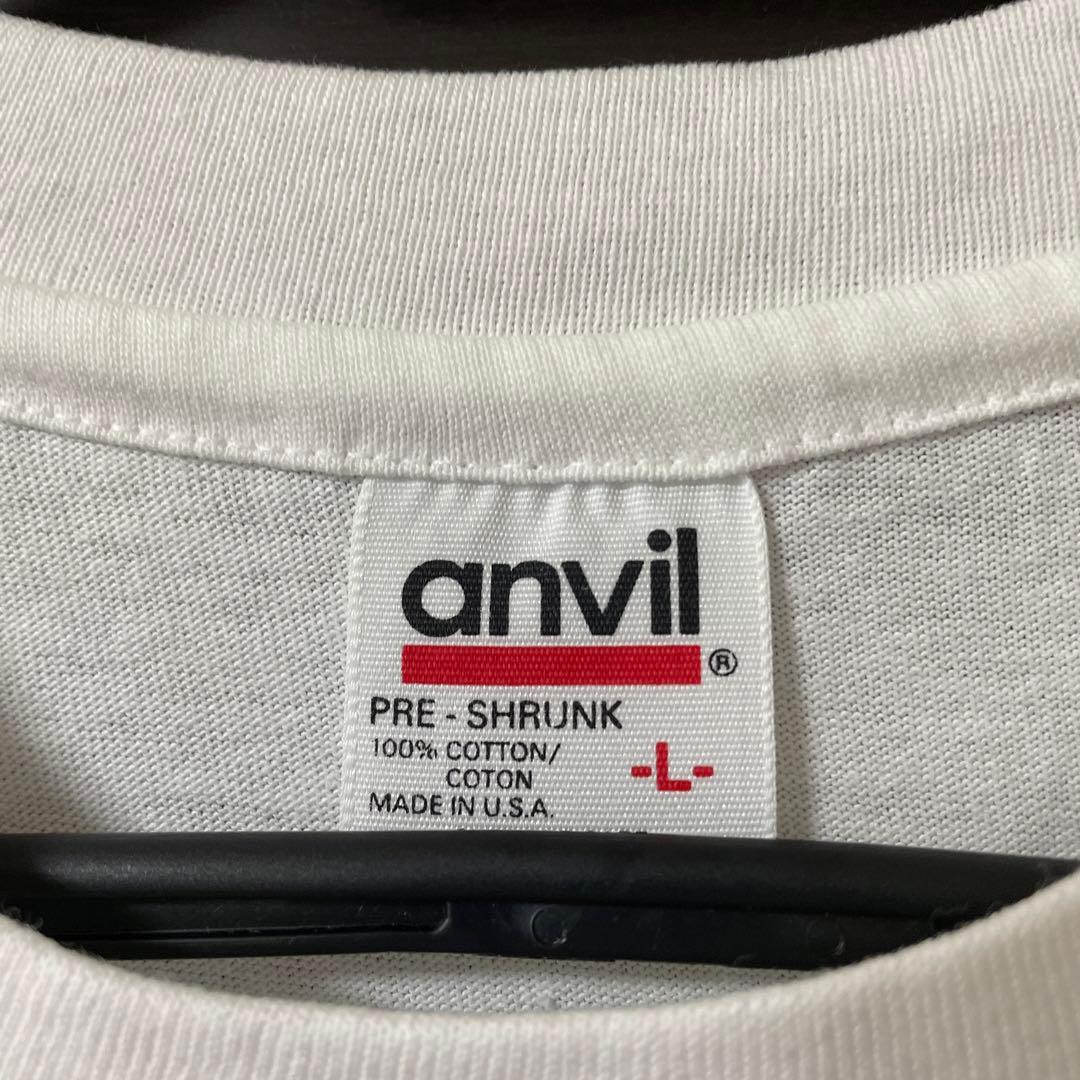 anvil ®
PRE - SHRUNK
100% COTTON/
COTON
-L-
MADE IN U.S.A.